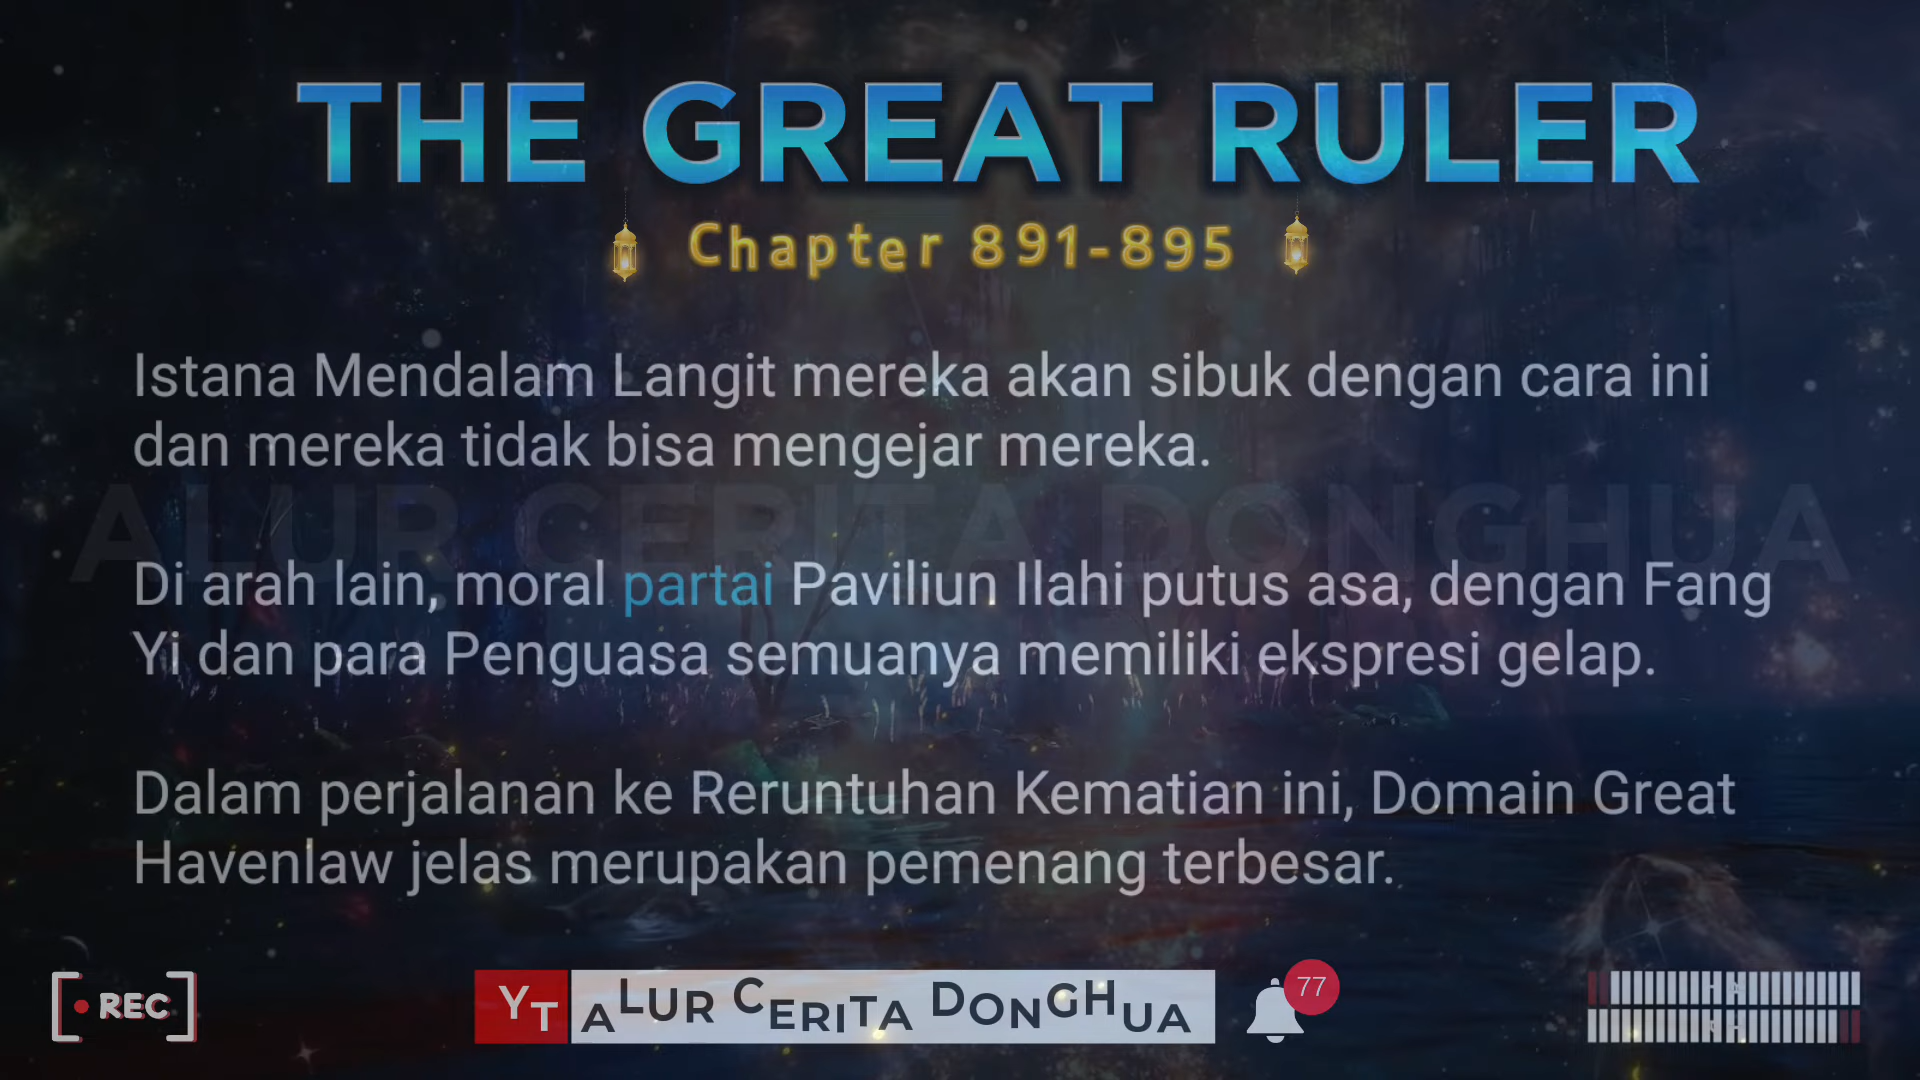 THE GREAT RULER
Chapter 891-895
Istana Mendalam Langit mereka akan sibuk dengan cara ini
dan mereka tidak bisa mengejar mereka.
ALUR CERITA DONGHUA
Di arah lain, moral partai Paviliun Ilahi putus asa, dengan Fang
Yi dan para Penguasa semuanya memiliki ekspresi gelap.
Dalam perjalanan ke Reruntuhan Kematian ini, Domain Great
Havenlaw jelas merupakan pemenang terbesar.
REC
YT ALUR CERITA DONGHUA
77